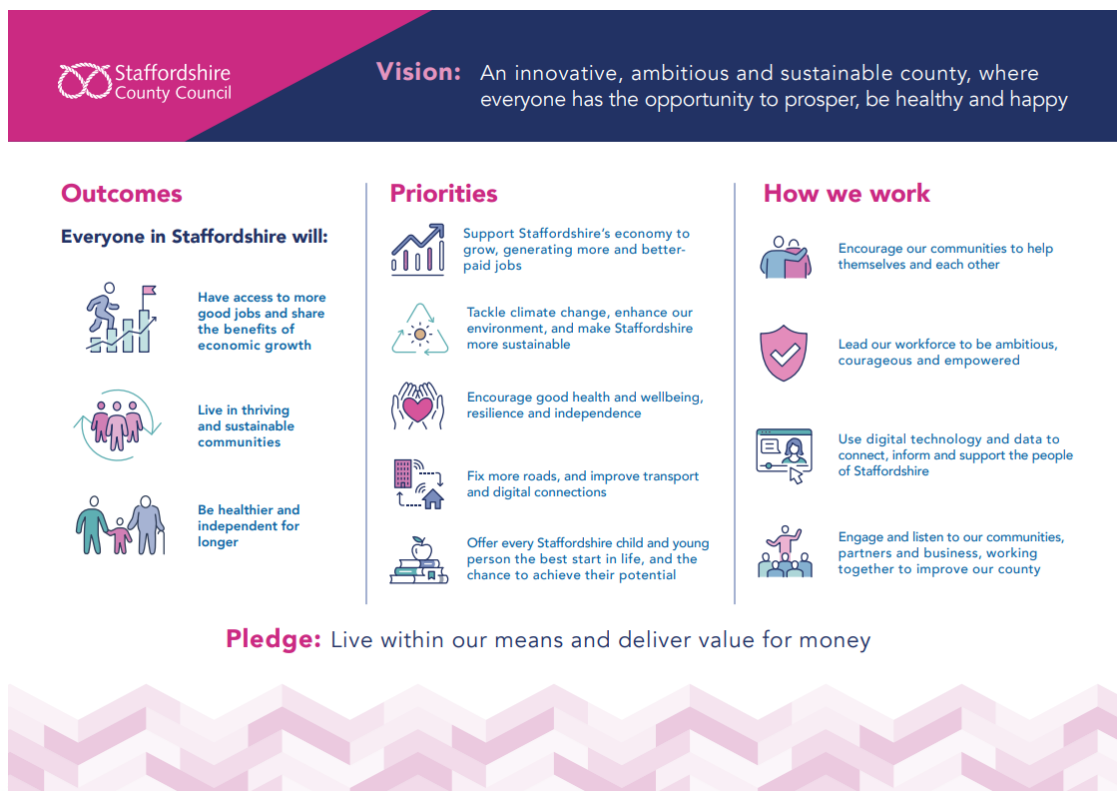 Staffordshire
County Council
Vision: An innovative, ambitious and sustainable county, where
everyone has the opportunity to prosper, be healthy and happy
Outcomes
Everyone in Staffordshire will:
Have access to more
good jobs and share
the benefits of
economic growth
Live in thriving
and sustainable
communities
Be healthier and
independent for
longer
Priorities
Support Staffordshire’s economy to
grow, generating more and better-
paid jobs
Tackle climate change, enhance our
environment, and make Staffordshire
more sustainable
Encourage good health and wellbeing,
resilience and independence
Fix more roads, and improve transport
and digital connections
Offer every Staffordshire child and young
person the best start in life, and the
chance to achieve their potential
How we work
Encourage our communities to help
themselves and each other
Lead our workforce to be ambitious,
courageous and empowered
Use digital technology and data to
connect, inform and support the people
of Staffordshire
Engage and listen to our communities,
partners and business, working
together to improve our county
Pledge: Live within our means and deliver value for money